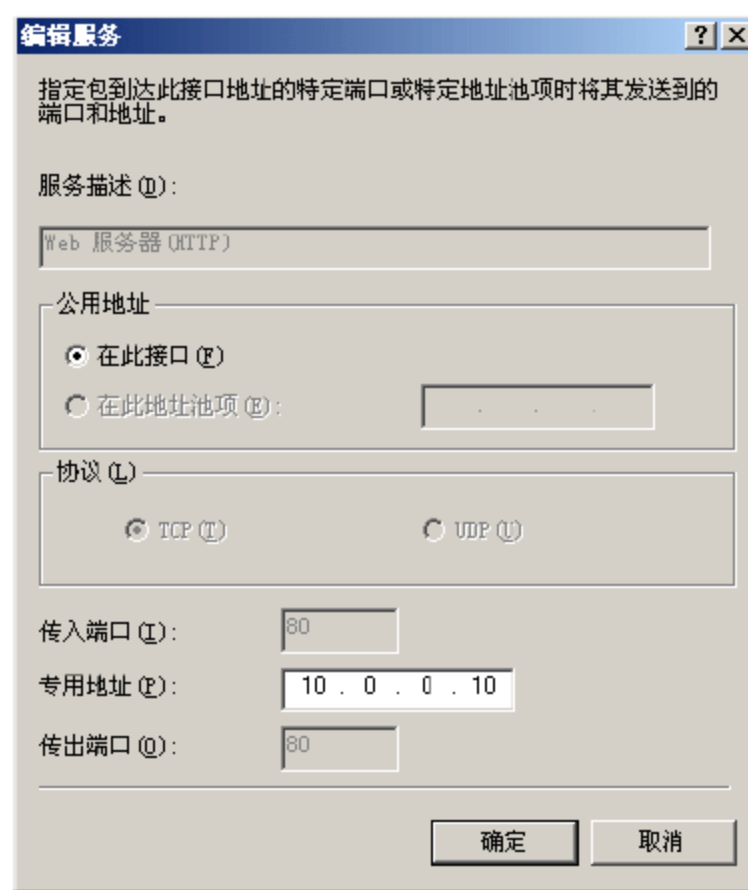 编辑服务
指定包到达此接口地址的特定端口或特定地址池项时将其发送到的
端口和地址。
服务描述(D):
Web 服务器(HTTP)
公用地址
在此接口(F)
在此地址池项(E):
协议(L)
TCP(T) UDP(U)
传入端口(I): 80
专用地址(P): 10 . 0 . 0 . 10
传出端口(O): 80
确定 取消